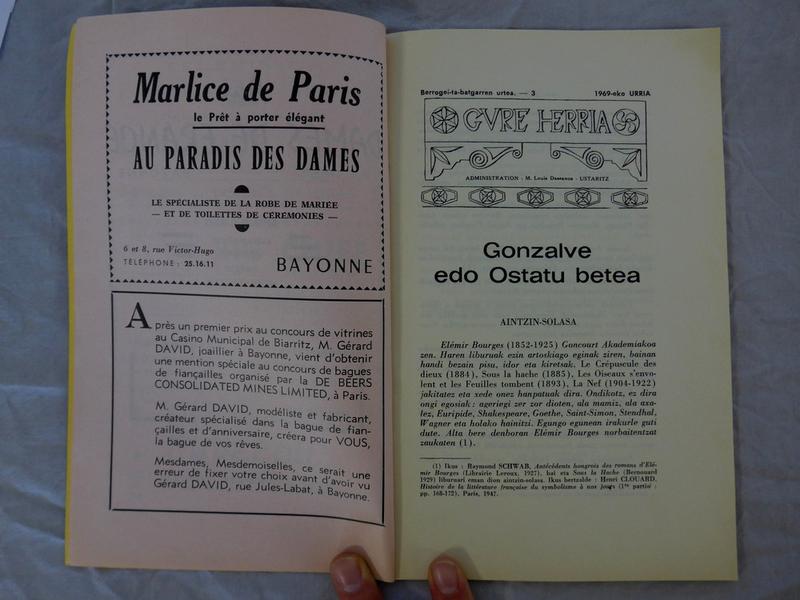 Marlice de Paris
le Prêt à porter élégant
AU PARADIS DES DAMES
LE SPÉCIALISTE DE LA ROBE DE MARIÉE
— ET DE TOILETTES DE CÉRÉMONIES —
6 et 8, rue Victor-Hugo
TÉLÉPHONE : 25.16.11
BAYONNE
Après un premier prix au concours de vitrines
au Casino Municipal de Biarritz, M. Gérard
DAVID, joaillier à Bayonne, vient d'obtenir
une mention spéciale au concours de bagues
de fiançailles organisé par la DE BEERS
CONSOLIDATED MINES LIMITED, à Paris.
M. Gérard DAVID, modéliste et fabricant,
créateur spécialisé dans la bague de fian-
çailles et d'anniversaire, créera pour VOUS,
la bague de vos rêves.
Mesdames, Mesdemoiselles, ce serait une
erreur de fixer votre choix avant d'avoir vu
Gérard DAVID, rue Jules-Labat, à Bayonne.
Berrogei-ta-batgarren urtea. — 3
1969-eko URRIA
GVRE HERRIA
ADMINISTRATION : M. Louis Dassance - USTARITZ
Gonzalve
edo Ostatu betea
AINTZIN-SOLASA
Elémir Bourges (1852-1925) Goncourt Akademiakoa
zen. Haren liburuak ezin artoskiago eginak ziren, bainan
handi bezain pisu, idor eta kiretsak. Le Crépuscule des
dieux (1884), Sous la hache (1885), Les Oiseaux s'envo-
lent et les Feuilles tombent (1893), La Nef (1904-1922)
jakitatez eta xede onez hanpatuak dira. Ondikotz, ez dira
ongi egosiak : ageriegi zer zor dioten, ala mamiz, ala axa-
lez, Euripide, Shakespeare, Goethe, Saint-Simon, Stendhal,
Wagner eta holako hainitzi. Egungo egunean irakurle guti
dute. Alta bere denboran Elémir Bourges norbaitentzat
zaukaten (1).
(1) Ikus : Raymond SCHWAB, Antécédents hongrois des romans d'Elé-
mir Bourges (Librairie Leroux, 1927), bai eta Sous la Hache (Bernouard
1929) liburuari eman dion aintzin-solasa. Ikus bertzalde : Henri CLOUARD,
Histoire de la littérature française du symbolisme à nos jours (1re partie :
pp. 168-172), Paris, 1947.